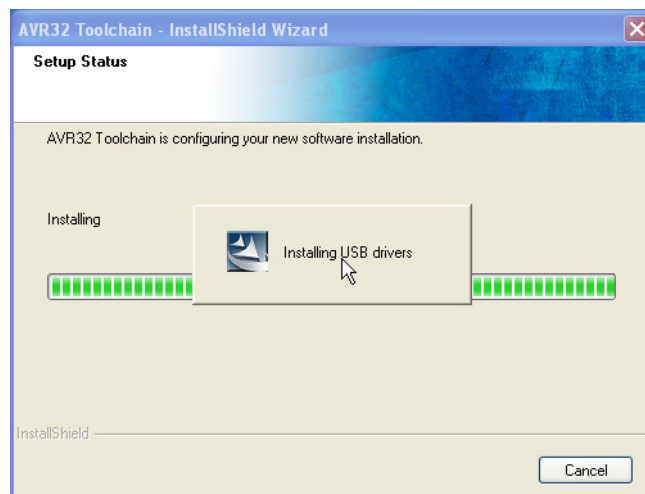 AVR32 Toolchain - InstallShield Wizard
Setup Status
AVR32 Toolchain is configuring your new software installation.
Installing
Installing USB drivers
InstallShield
Cancel